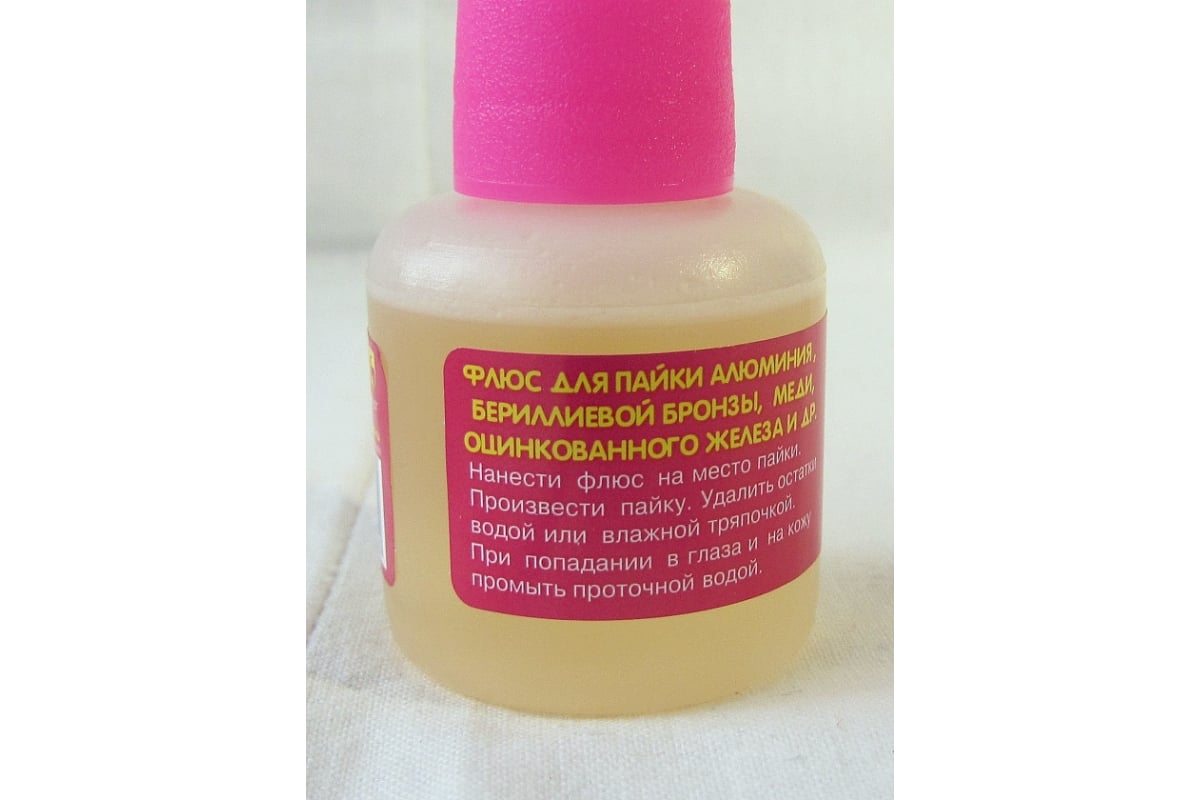 ФЛЮС ДЛЯ ПАЙКИ АЛЮМИНИЯ,
БЕРИЛЛИЕВОЙ БРОНЗЫ, МЕДИ,
ОЦИНКОВАННОГО ЖЕЛЕЗА И ДР.
Нанести флюс на место пайки.
Произвести пайку. Удалить остатки
водой или влажной тряпочкой.
При попадании в глаза и на кожу
промыть проточной водой.